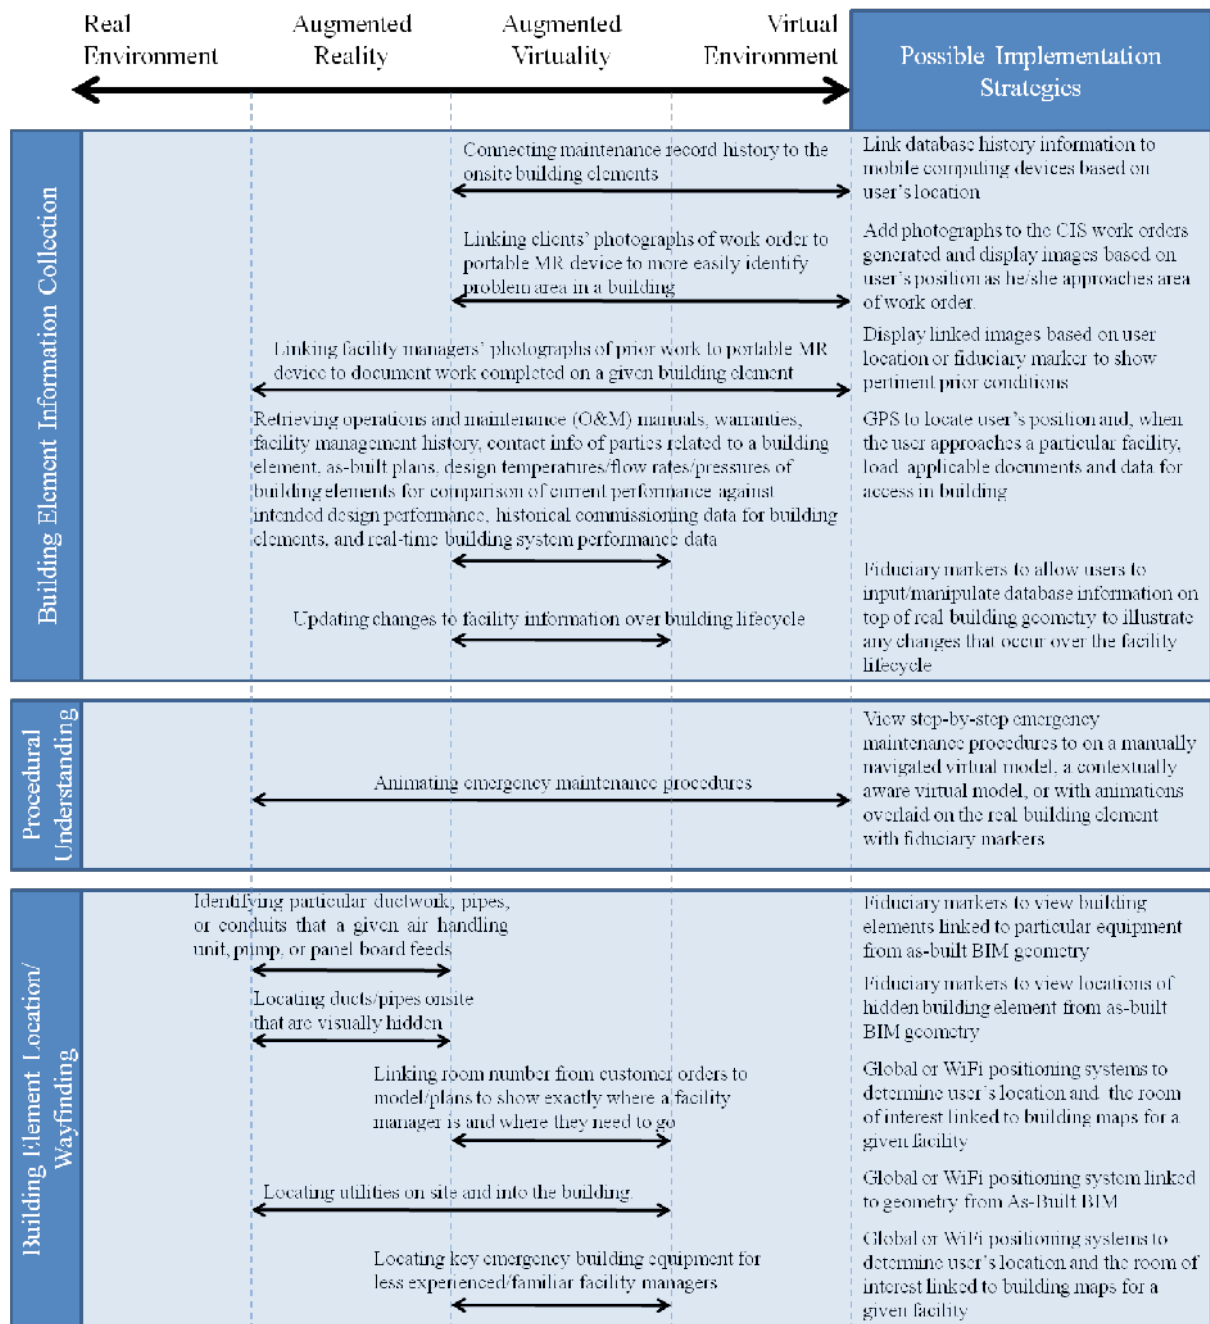 Real
Environment
Augmented
Reality
Augmented
Virtuality
Virtual
Environment
Possible Implementation
Strategies
Building Element Information Collection
Connecting maintenance record history to the
onsite building elements
Link database history information to
mobile computing devices based on
user's location
Linking clients' photographs of work order to
portable MR device to more easily identify
problem area in a building
Add photographs to the CIS work orders
generated and display images based on
user's position as he/she approaches area
of work order.
Linking facility managers' photographs of prior work to portable MR
device to document work completed on a given building element
Display linked images based on user
location or fiduciary marker to show
pertinent prior conditions
Retrieving operations and maintenance (O&M) manuals, warranties,
facility management history, contact info of parties related to a building
element, as-built plans, design temperatures/flow rates/pressures of
building elements for comparison of current performance against
intended design performance, historical commissioning data for building
elements, and real-time building system performance data
GPS to locate user's position and, when
the user approaches a particular facility,
load applicable documents and data for
access in building
Updating changes to facility information over building lifecycle
Fiduciary markers to allow users to
input/manipulate database information on
top of real building geometry to illustrate
any changes that occur over the facility
lifecycle
Procedural
Understanding
Animating emergency maintenance procedures
View step-by-step emergency
maintenance procedures to on a manually
navigated virtual model, a contextually
aware virtual model, or with animations
overlaid on the real building element
with fiduciary markers
Building Element Location/
Wayfinding
Identifying particular ductwork, pipes,
or conduits that a given air handling
unit, pump, or panel board feeds
Fiduciary markers to view building
elements linked to particular equipment
from as-built BIM geometry
Locating ducts/pipes onsite
that are visually hidden
Fiduciary markers to view locations of
hidden building element from as-built
BIM geometry
Linking room number from customer orders to
model/plans to show exactly where a facility
manager is and where they need to go
Global or WiFi positioning systems to
determine user's location and the room
of interest linked to building maps for a
given facility
Locating utilities on site and into the building.
Global or WiFi positioning system linked
to geometry from As-Built BIM
Locating key emergency building equipment for
less experienced/familiar facility managers
Global or WiFi positioning systems to
determine user's location and the room of
interest linked to building maps for a
given facility